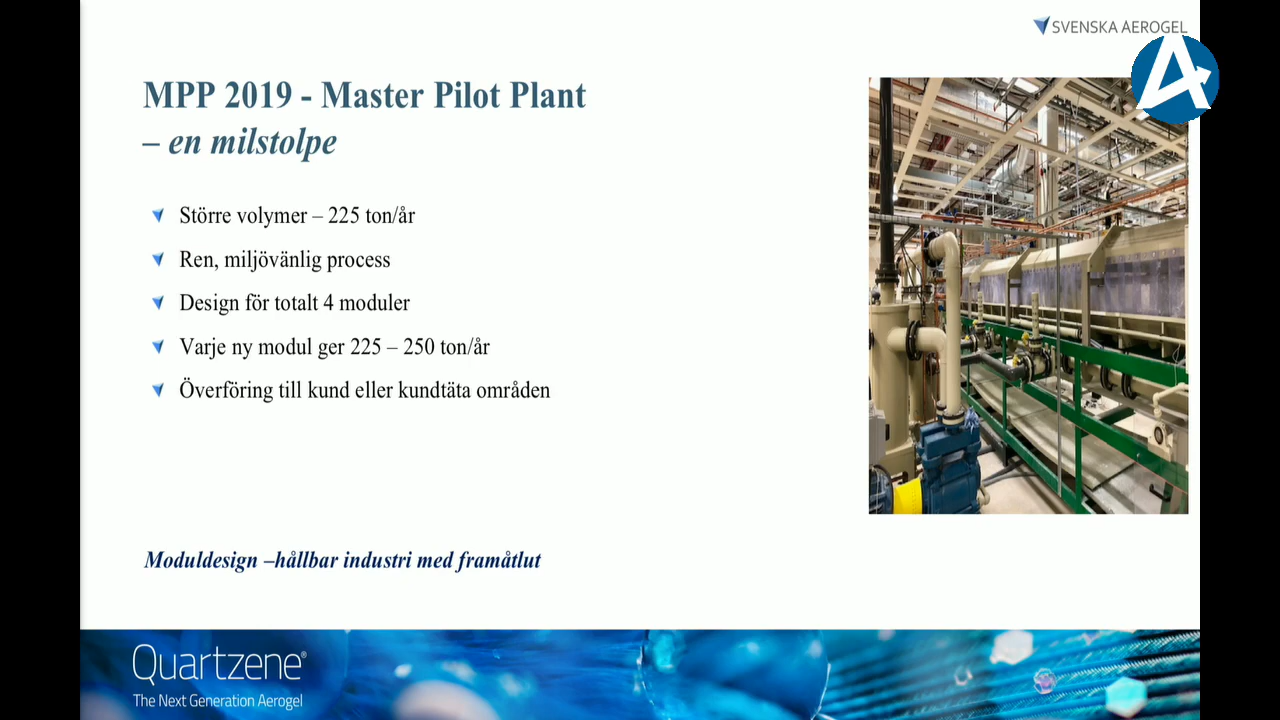 SVENSKA AEROGEL
MPP 2019 - Master Pilot Plant
– en milstolpe
Större volymer – 225 ton/år
Ren, miljövänlig process
Design för totalt 4 moduler
Varje ny modul ger 225 – 250 ton/år
Överföring till kund eller kundtäta områden
Moduldesign –hållbar industri med framåtlut
Quartzene®
The Next Generation Aerogel